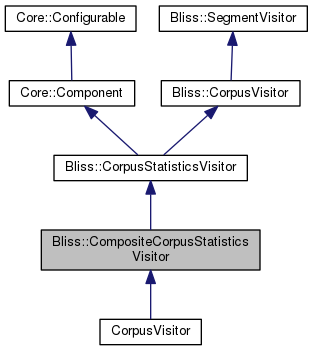 Core::Configurable
Bliss::SegmentVisitor
Core::Component
Bliss::CorpusVisitor
Bliss::CorpusStatisticsVisitor
Bliss::CompositeCorpusStatistics
Visitor
CorpusVisitor